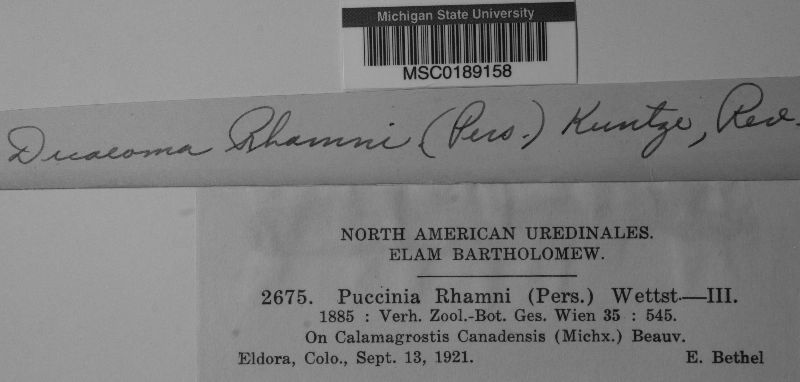 Michigan State University
MSC0189158
Dicaeoma Rhamni (Pers.) Kuntze, Rev.
NORTH AMERICAN UREDINALES.
ELAM BARTHOLOMEW.
2675. Puccinia Rhamni (Pers.) Wettst.—III.
1885 : Verh. Zool.-Bot. Ges. Wien 35 : 545.
On Calamagrostis Canadensis (Michx.) Beauv.
Eldora, Colo., Sept. 13, 1921. E. Bethel